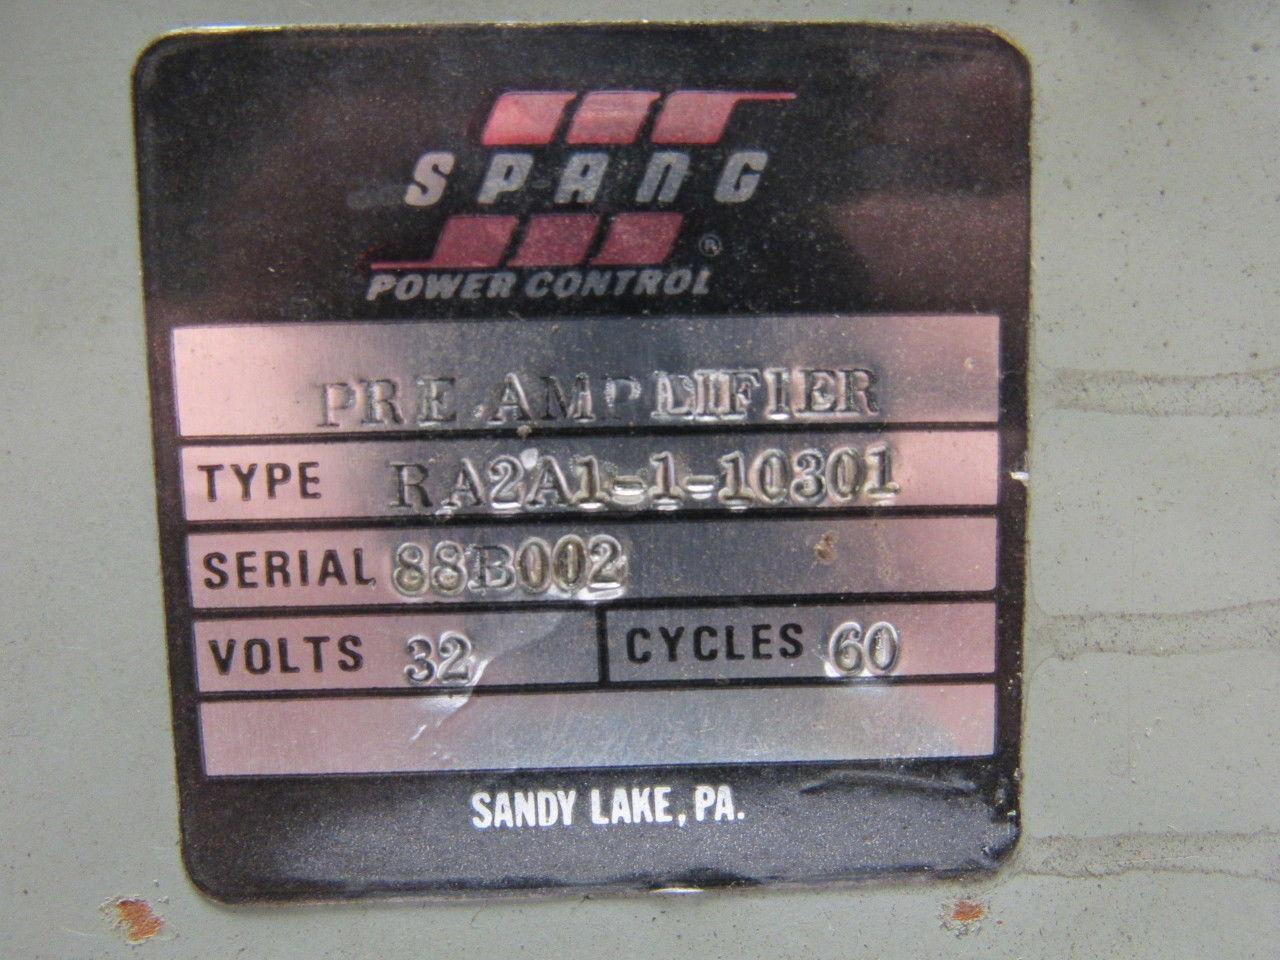 SPANG
®
POWER CONTROL
PRE AMPLIFIER
TYPE RA2A1-1-10301
SERIAL 88B002
VOLTS 32 CYCLES 60
SANDY LAKE, PA.